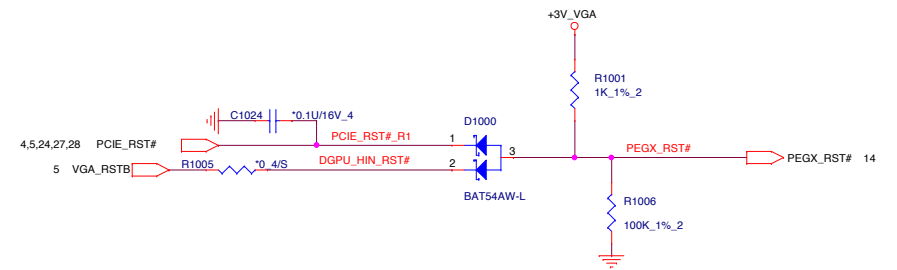 +3V_VGA
R1001
1K_1%_2
C1024 *0.1U/16V_4
D1000
4,5,24,27,28 PCIE_RST# PCIE_RST#_R1 1
3 PEGX_RST# PEGX_RST# 14
5 VGA_RSTB R1005 *0_4/S DGPU_HIN_RST# 2
BAT54AW-L
R1006
100K_1%_2